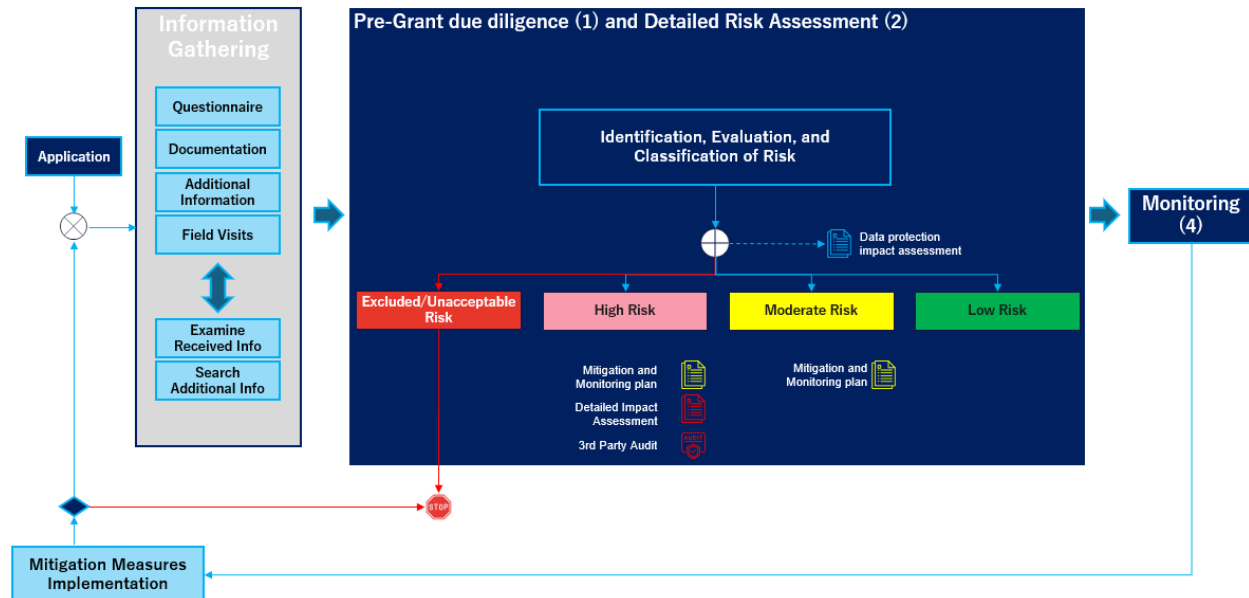 Information
Gathering
Questionnaire
Documentation
Additional
Information
Field Visits
Examine
Received Info
Search
Additional Info
Application
Pre-Grant due diligence (1) and Detailed Risk Assessment (2)
Identification, Evaluation, and
Classification of Risk
Data protection
impact assessment
Excluded/Unacceptable
Risk
High Risk
Moderate Risk
Low Risk
Mitigation and
Monitoring plan
Detailed Impact
Assessment
AUDIT
3rd Party Audit
Mitigation and
Monitoring plan
Monitoring
(4)
STOP
Mitigation Measures
Implementation